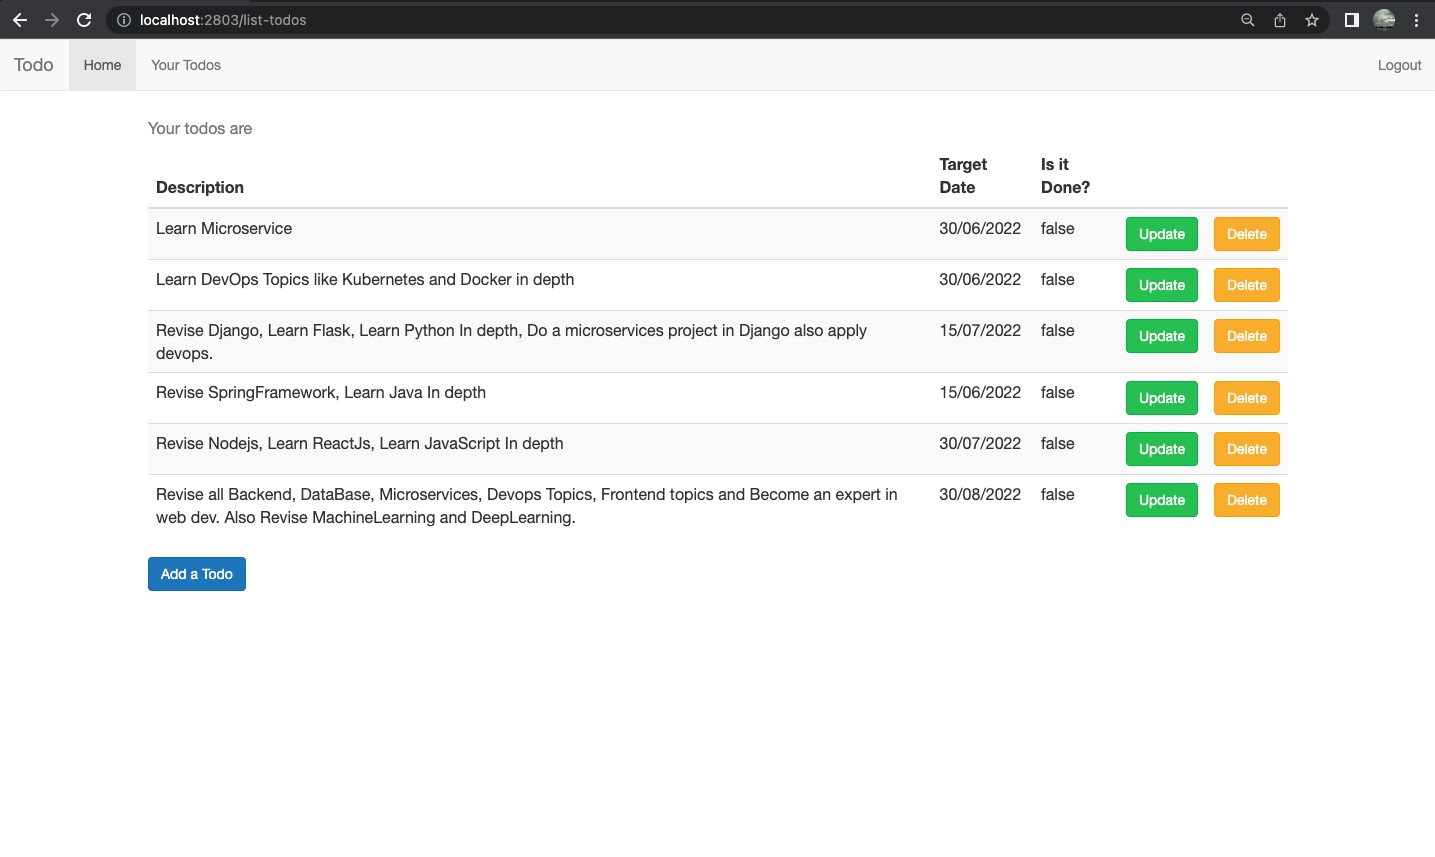 localhost:2803/list-todos
Todo Home Your Todos Logout
Your todos are
Description Target Date Is it Done?
Learn Microservice 30/06/2022 false Update Delete
Learn DevOps Topics like Kubernetes and Docker in depth 30/06/2022 false Update Delete
Revise Django, Learn Flask, Learn Python In depth, Do a microservices project in Django also apply 15/07/2022 false Update Delete
devops.
Revise SpringFramework, Learn Java In depth 15/06/2022 false Update Delete
Revise Nodejs, Learn ReactJs, Learn JavaScript In depth 30/07/2022 false Update Delete
Revise all Backend, DataBase, Microservices, Devops Topics, Frontend topics and Become an expert in 30/08/2022 false Update Delete
web dev. Also Revise MachineLearning and DeepLearning.
Add a Todo